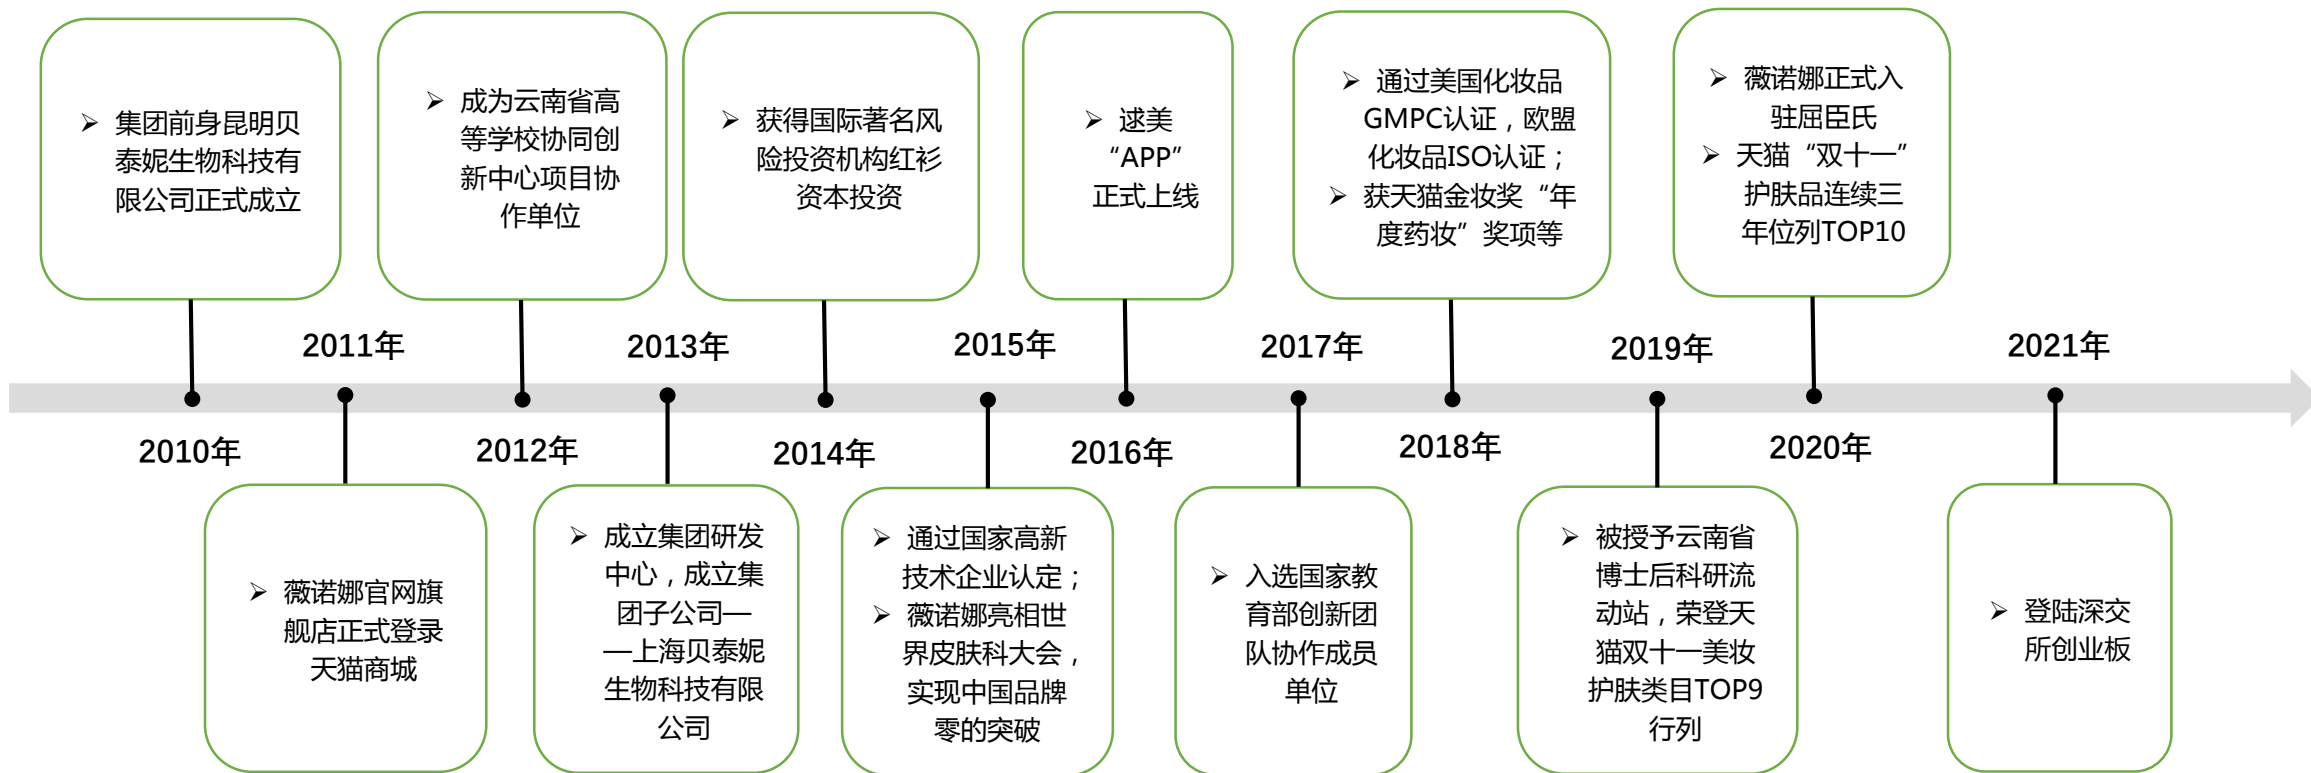 集团前身昆明贝
泰妮生物科技有
限公司正式成立
成为云南省高
等学校协同创
新中心项目协
作单位
获得国际著名风
险投资机构红衫
资本投资
逑美
“APP”
正式上线
通过美国化妆品
GMPC认证，欧盟
化妆品ISO认证；
获天猫金妆奖“年
度药妆”奖项等
薇诺娜正式入
驻屈臣氏
天猫“双十一”
护肤品连续三
年位列TOP10
2011年
2013年
2015年
2017年
2019年
2021年
2010年
2012年
2014年
2016年
2018年
2020年
薇诺娜官网旗
舰店正式登录
天猫商城
成立集团研发
中心，成立集
团子公司—
—上海贝泰妮
生物科技有限
公司
通过国家高新
技术企业认定；
薇诺娜亮相世
界皮肤科大会，
实现中国品牌
零的突破
入选国家教
育部创新团
队协作成员
单位
被授予云南省
博士后科研流
动站，荣登天
猫双十一美妆
护肤类目TOP9
行列
登陆深交
所创业板